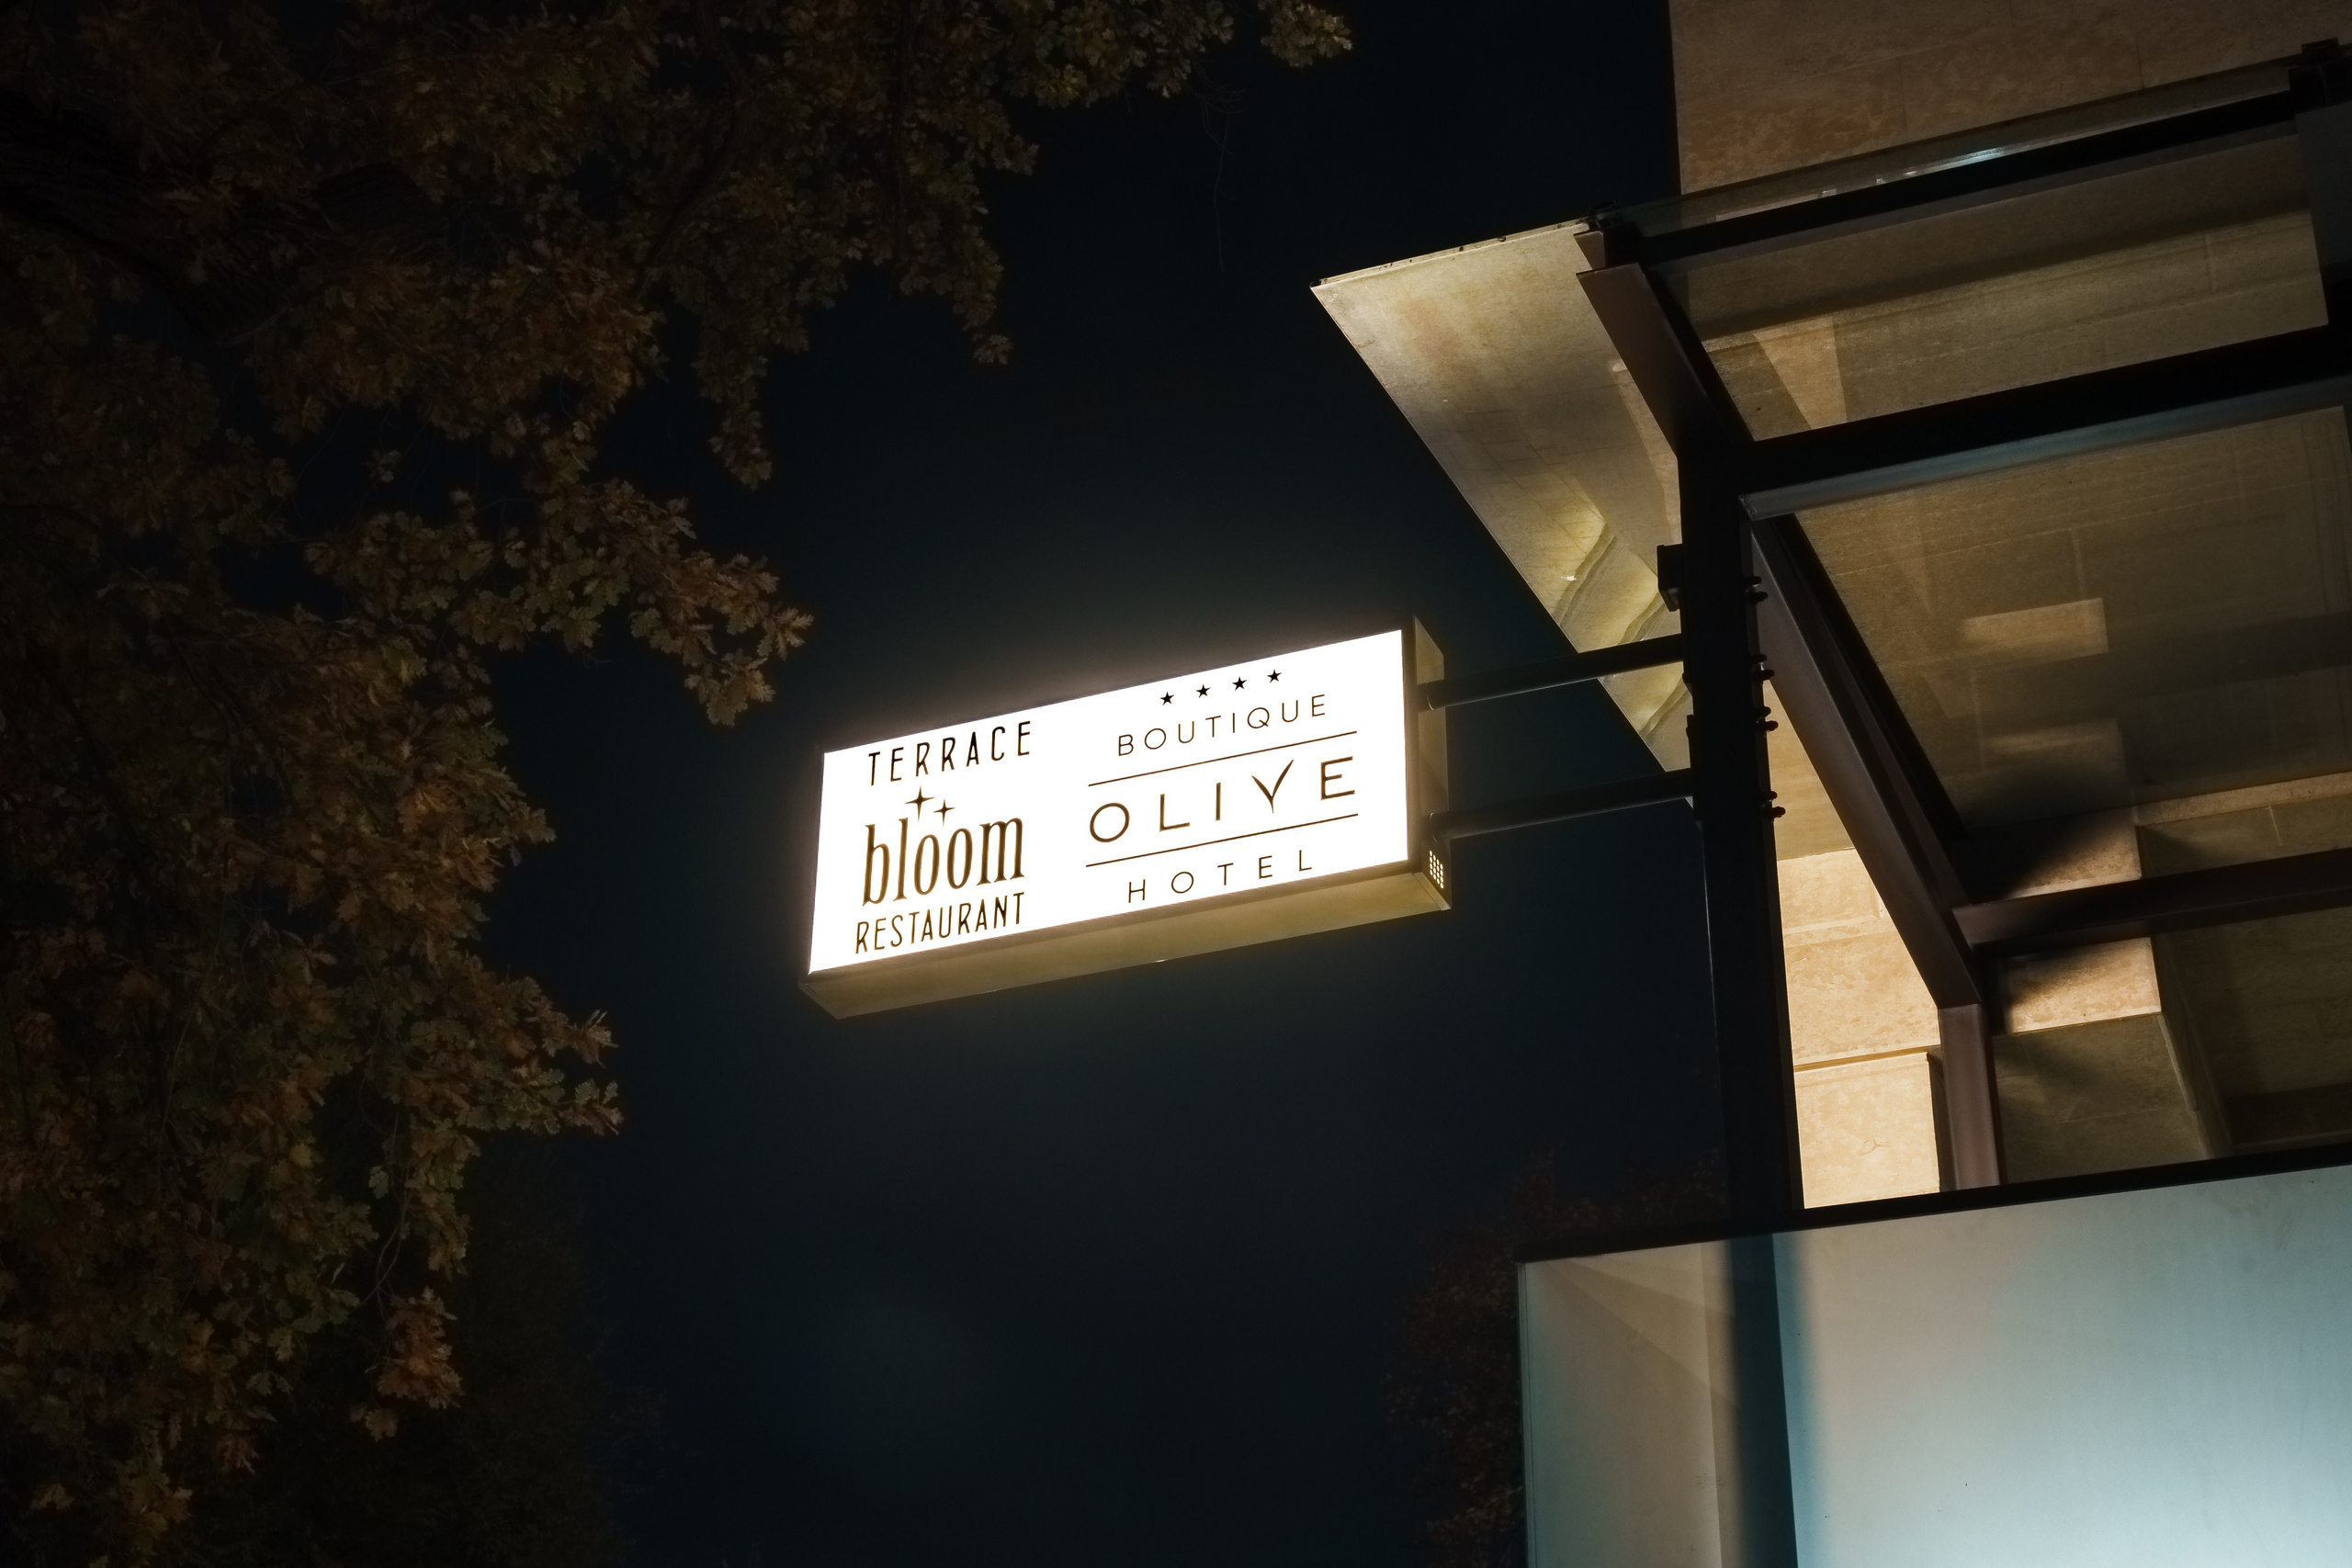 TERRACE
bloom
RESTAURANT
★ ★ ★ ★
BOUTIQUE
OLIVE
HOTEL